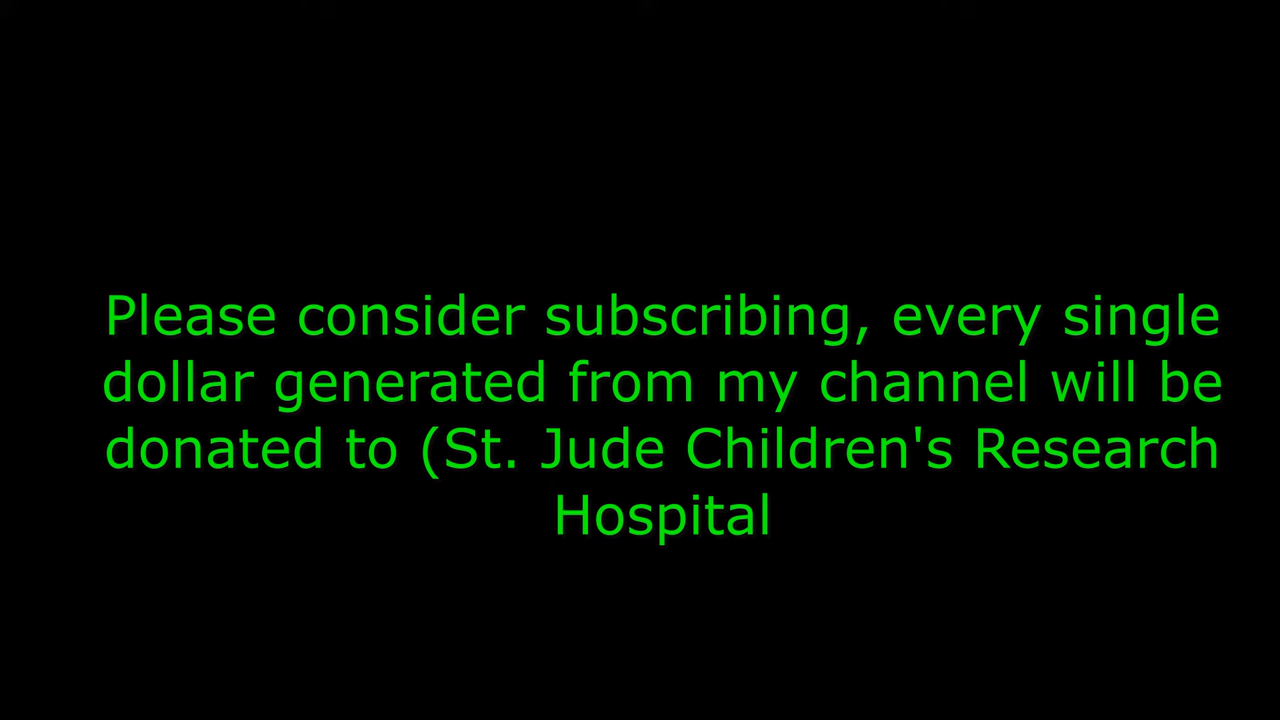 Please consider subscribing, every single
dollar generated from my channel will be
donated to (St. Jude Children's Research
Hospital